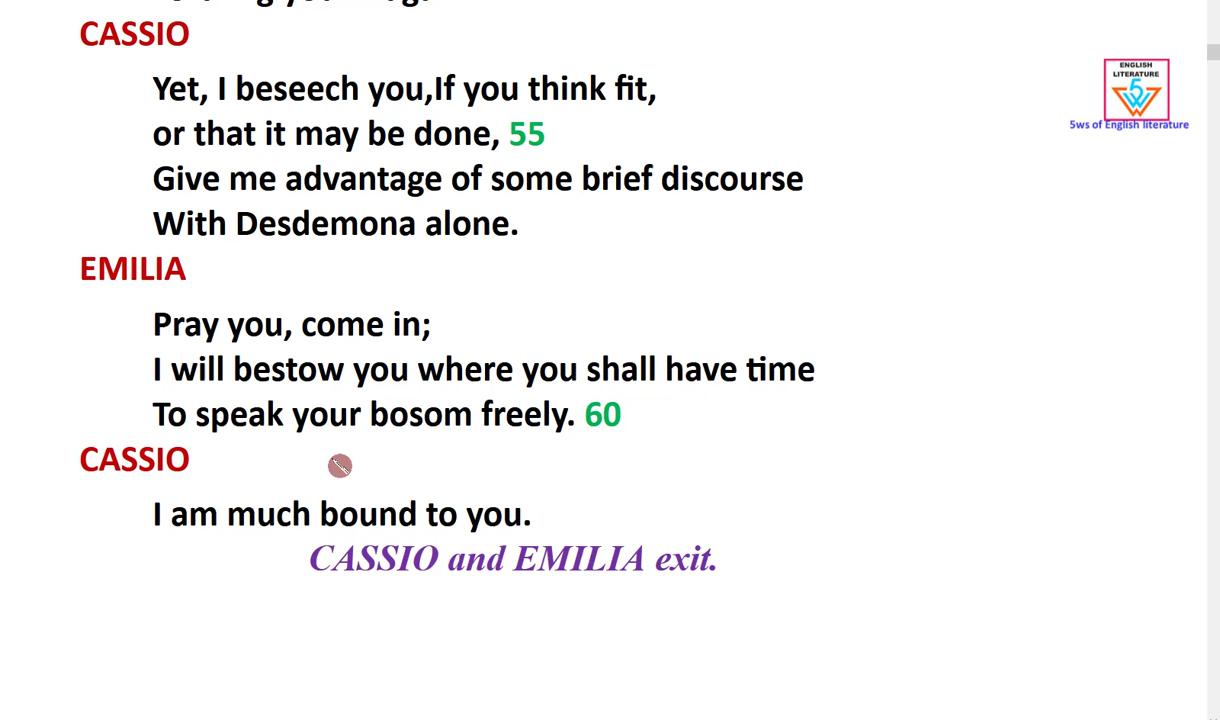 CASSIO
Yet, I beseech you,If you think fit,
or that it may be done, 55
Give me advantage of some brief discourse
With Desdemona alone.
EMILIA
Pray you, come in;
I will bestow you where you shall have time
To speak your bosom freely. 60
CASSIO
I am much bound to you.
CASSIO and EMILIA exit.
ENGLISH
LITERATURE
5
W
5ws of English literature